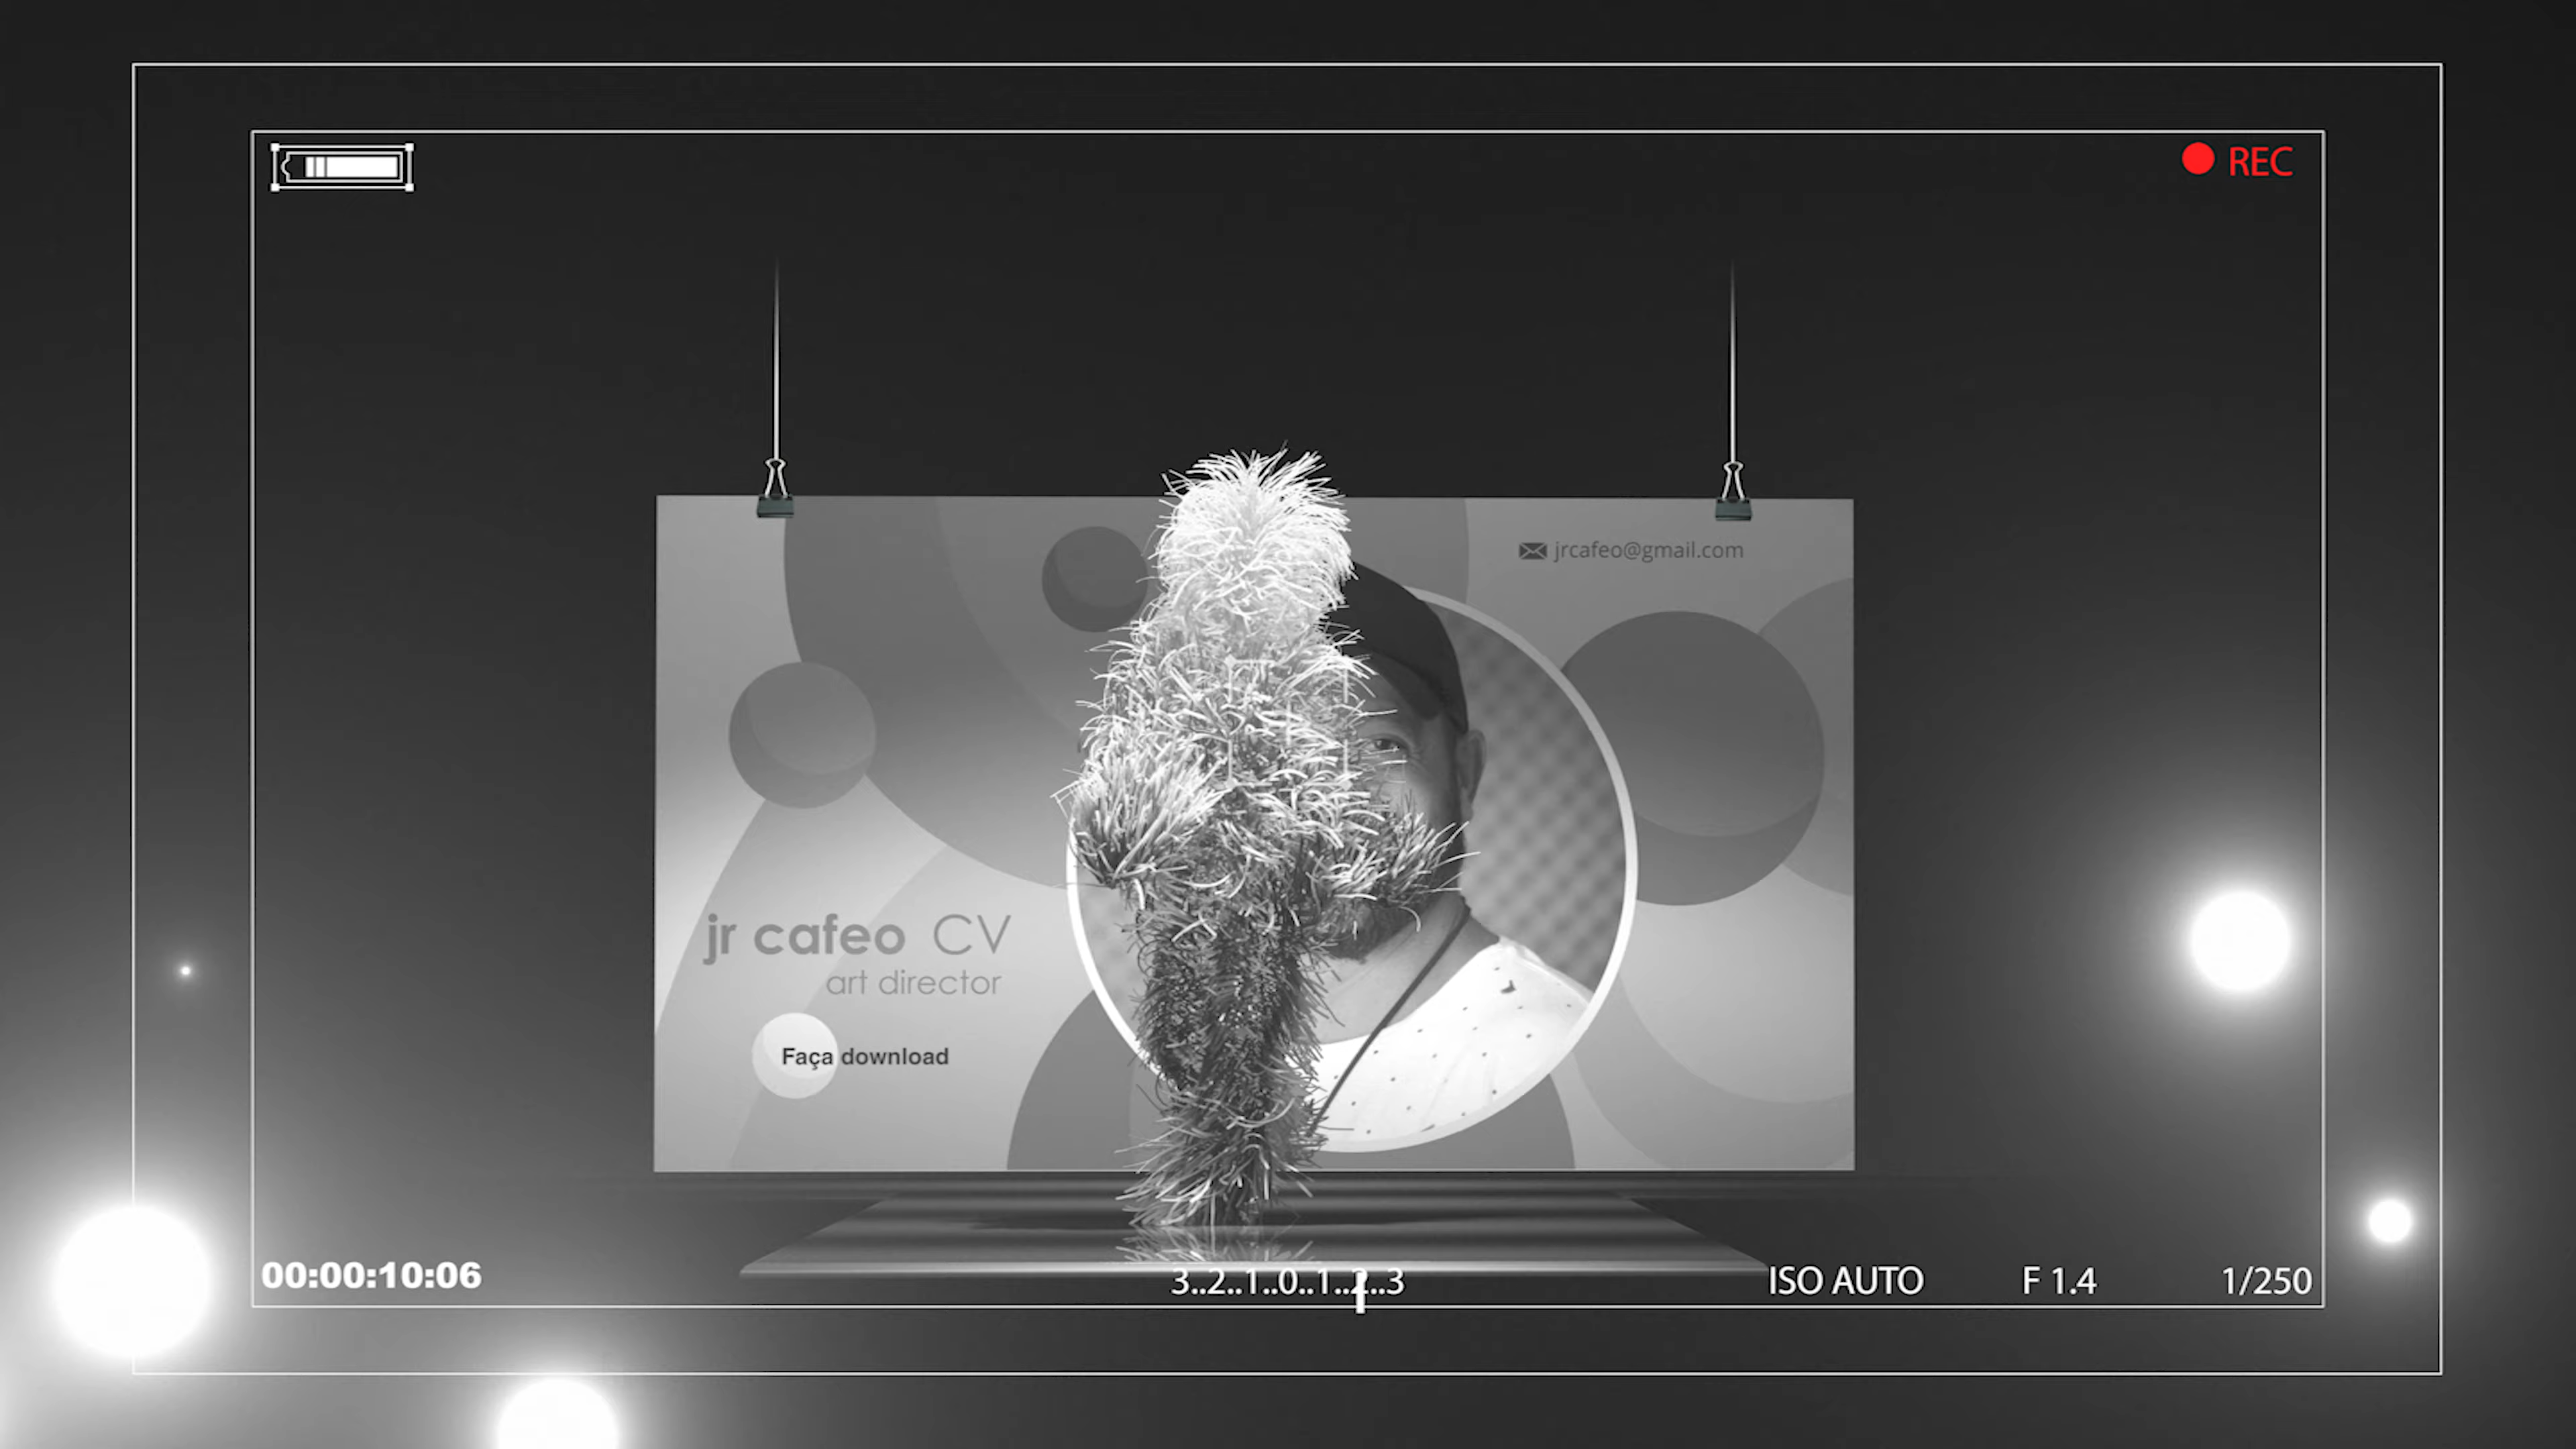 REC
jrcafeo@gmail.com
jr cafeo CV
art director
Faça download
00:00:10:06
3..2..1..0..1..2..3
ISO AUTO
F 1.4
1/250